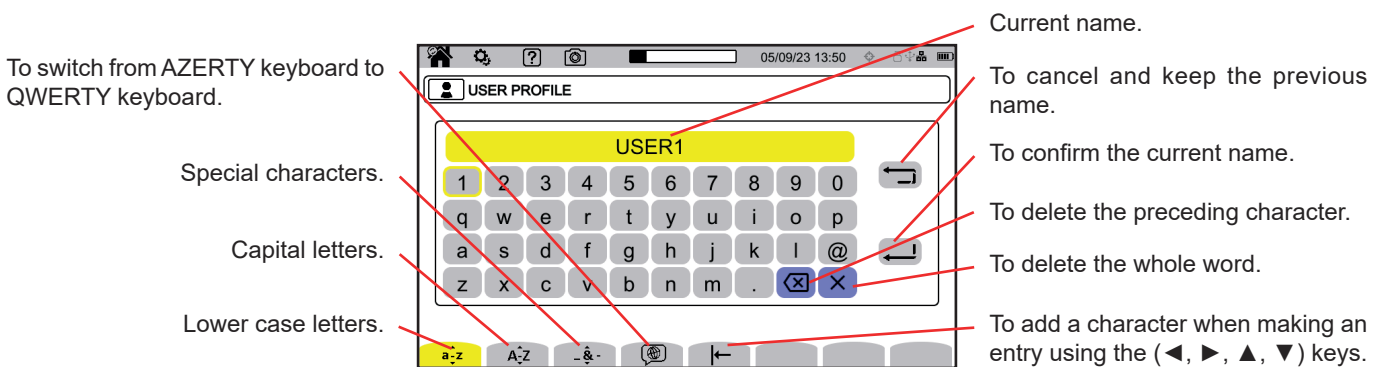 Current name.
To switch from AZERTY keyboard to
QWERTY keyboard.
? 05/09/23 13:50
To cancel and keep the previous
name.
USER PROFILE
USER1
To confirm the current name.
Special characters.
1 2 3 4 5 6 7 8 9 0
q w e r t y u i o p
To delete the preceding character.
Capital letters.
a s d f g h j k l @
To delete the whole word.
z x c v b n m .
Lower case letters.
To add a character when making an
entry using the (◄, ►, ▲, ▼) keys.
a-z A-Z _&-